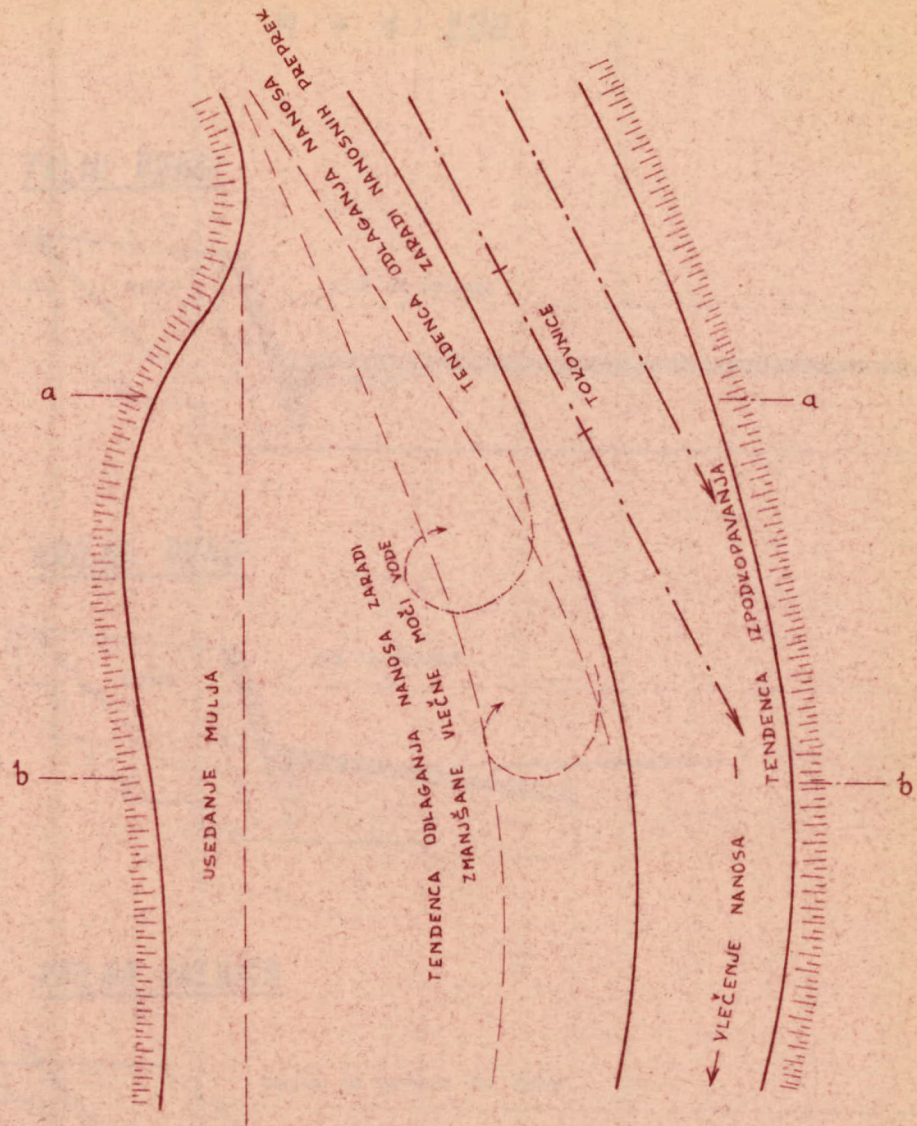 TENDENCA ODLAGANJA NANOSA
ZARADI NANOSNIH PREPREK
TOKOVNICE
a
a
TENDENCA IZPODKOPAVANJA
TENDENCA ODLAGANJA NANOSA ZARADI
ZMANJŠANE VLEČNE MOČI VODE
USEDANJE MULJA
b
b
VLEČENJE NANOSA